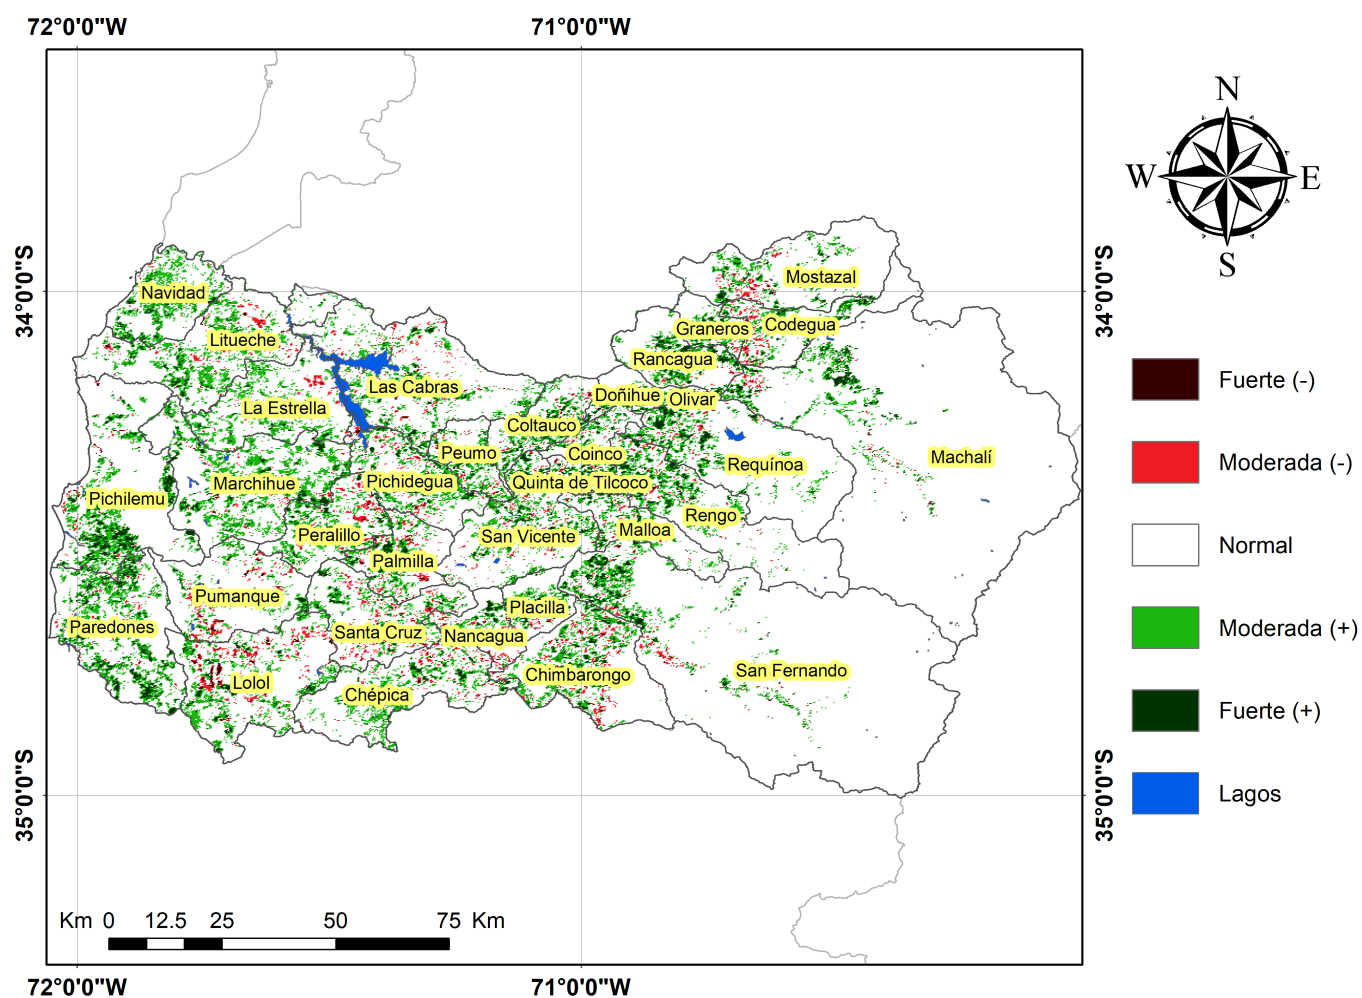 72°0'0"W
71°0'0"W
N
W
E
S
34°0'0"S
34°0'0"S
35°0'0"S
35°0'0"S
Mostazal
Navidad
Graneros
Codegua
Litueche
Rancagua
Las Cabras
Doñihue
Olivar
La Estrella
Coltauco
Peumo
Coinco
Requínoa
Machalí
Marchihue
Pichidegua
Quinta de Tilcoco
Pichilemu
Rengo
Peralillo
San Vicente
Malloa
Palmilla
Pumanque
Placilla
Paredones
Santa Cruz
Nancagua
San Fernando
Lolol
Chimbarongo
Chépica
Fuerte (-)
Moderada (-)
Normal
Moderada (+)
Fuerte (+)
Lagos
Km 0 12.5 25 50 75 Km
72°0'0"W
71°0'0"W